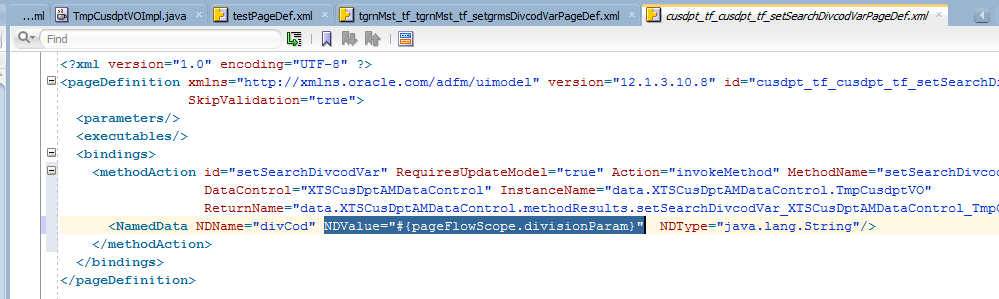 ...ml TmpCusdptVOImpl.java testPageDef.xml tgrnMst_tf_tgrnMst_tf_setgrmsDivcodVarPageDef.xml cusdpt_tf_cusdpt_tf_setSearchDivcodVarPageDef.xml
Find
<?xml version="1.0" encoding="UTF-8" ?>
<pageDefinition xmlns="http://xmlns.oracle.com/adfm/uimodel" version="12.1.3.10.8" id="cusdpt_tf_cusdpt_tf_setSearchDi
SkipValidation="true">
<parameters/>
<executables/>
<bindings>
<methodAction id="setSearchDivcodVar" RequiresUpdateModel="true" Action="invokeMethod" MethodName="setSearchDivcod
DataControl="XTSCusDptAMDataControl" InstanceName="data.XTSCusDptAMDataControl.TmpCusdptVO"
ReturnName="data.XTSCusDptAMDataControl.methodResults.setSearchDivcodVar_XTSCusDptAMDataControl_TmpC
<NamedData NDName="divCod" NDValue="#{pageFlowScope.divisionParam}" NDType="java.lang.String"/>
</methodAction>
</bindings>
</pageDefinition>